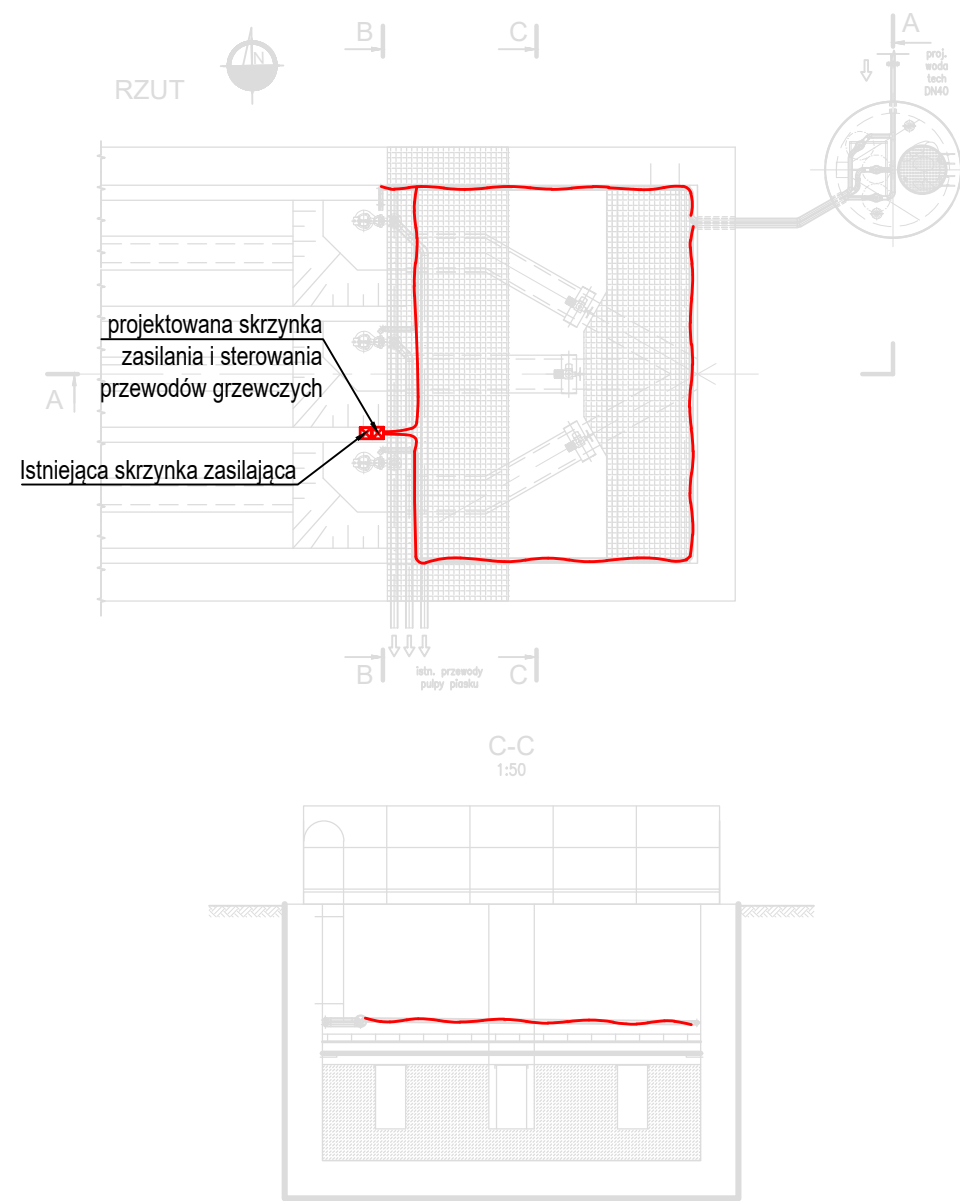 B
C
A
N
RZUT
proj.
woda
tech
DN40
projektowana skrzynka
zasilania i sterowania
przewodów grzewczych
A
Istniejąca skrzynka zasilająca
B
istn. przewody
pulpy piasku
C
C-C
1:50